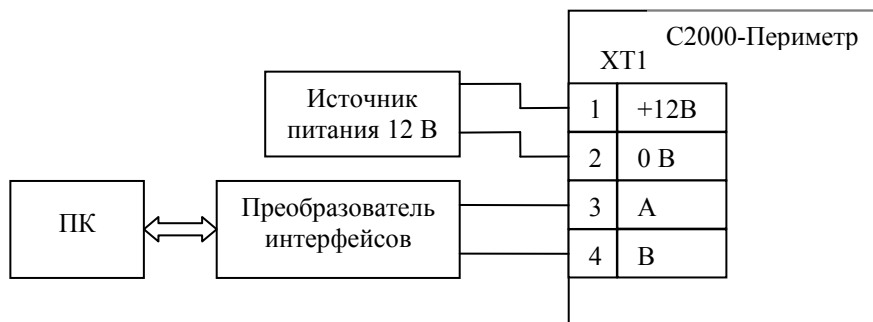 С2000-Периметр
XT1
Источник
питания 12 В
1 +12В
2 0 В
ПК
Преобразователь
интерфейсов
3 А
4 В